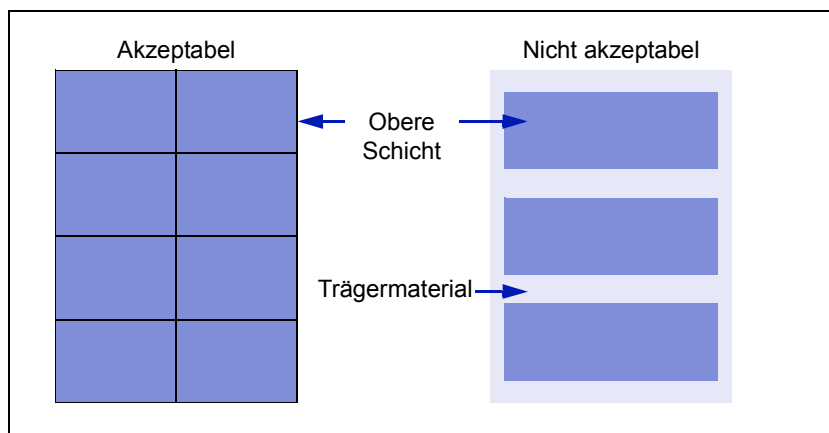 Akzeptabel
Nicht akzeptabel
Obere
Schicht
Trägermaterial